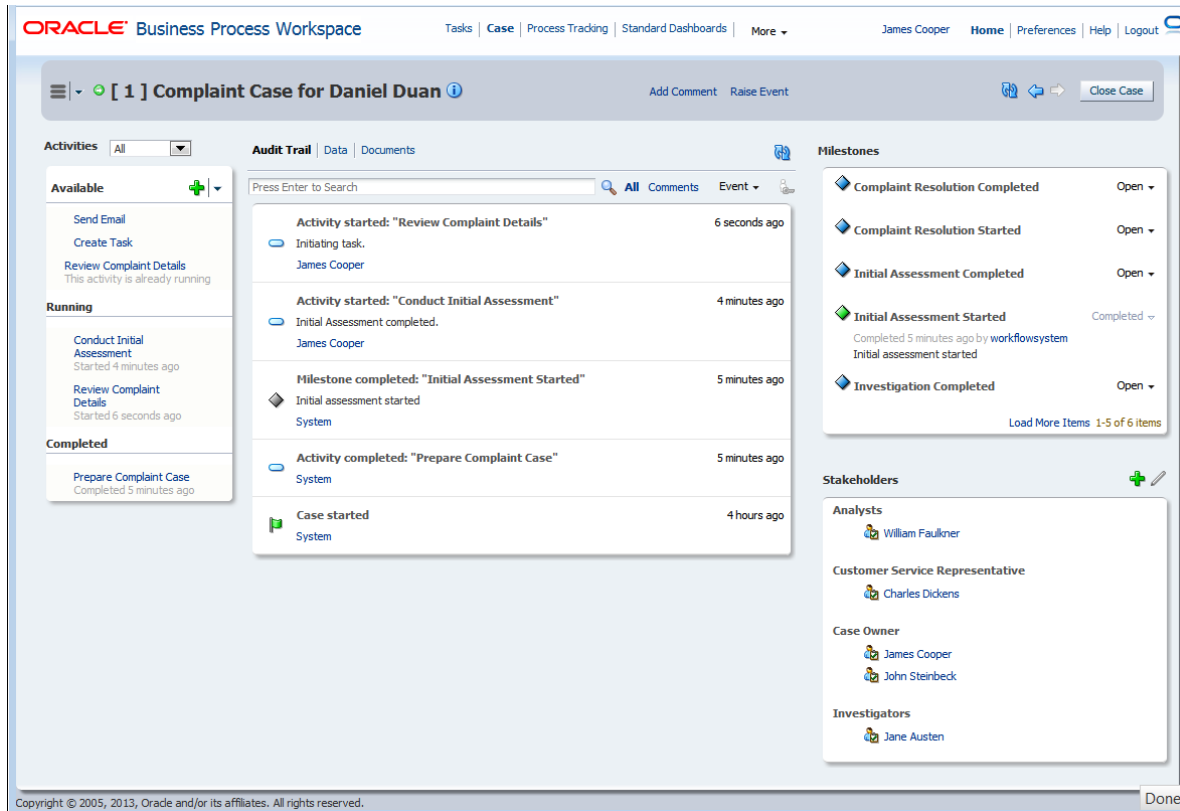 ORACLE Business Process Workspace
Tasks | Case | Process Tracking | Standard Dashboards | More
James Cooper Home | Preferences | Help | Logout
[ 1 ] Complaint Case for Daniel Duan
Add Comment Raise Event
Close Case
Activities All
Available
Send Email
Create Task
Review Complaint Details
This activity is already running
Running
Conduct Initial
Assessment
Started 4 minutes ago
Review Complaint
Details
Started 6 seconds ago
Completed
Prepare Complaint Case
Completed 5 minutes ago
Audit Trail | Data | Documents
Press Enter to Search
All Comments Event
Activity started: "Review Complaint Details" 6 seconds ago
Initiating task.
James Cooper
Activity started: "Conduct Initial Assessment" 4 minutes ago
Initial Assessment completed.
James Cooper
Milestone completed: "Initial Assessment Started" 5 minutes ago
Initial assessment started
System
Activity completed: "Prepare Complaint Case" 5 minutes ago
System
Case started 4 hours ago
System
Milestones
Complaint Resolution Completed Open
Complaint Resolution Started Open
Initial Assessment Completed Open
Initial Assessment Started Completed
Completed 5 minutes ago by workflowsystem
Initial assessment started
Investigation Completed Open
Load More Items 1-5 of 6 items
Stakeholders
Analysts
William Faulkner
Customer Service Representative
Charles Dickens
Case Owner
James Cooper
John Steinbeck
Investigators
Jane Austen
Copyright © 2005, 2013, Oracle and/or its affiliates. All rights reserved.
Done